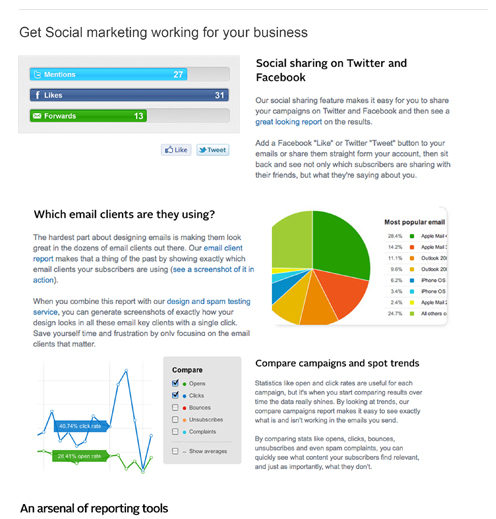 Get Social marketing working for your business
Mentions 27
Likes 31
Forwards 13
Like Tweet
Social sharing on Twitter and
Facebook
Our social sharing feature makes it easy for you to share
your campaigns on Twitter and Facebook and then see a
great looking report on the results.
Add a Facebook "Like" or Twitter "Tweet" button to your
emails or share them straight form your account, then sit
back and see not only which subscribers are sharing with
their friends, but what they're saying about you.
Which email clients are they using?
The hardest part about designing emails is making them look
great in the dozens of email clients out there. Our email client
report makes that a thing of the past by showing exactly which
email clients your subscribers are using (see a screenshot of it in
action).
When you combine this report with our design and spam testing
service, you can generate screenshots of exactly how your
design looks in all these email key clients with a single click.
Save yourself time and frustration by only focusing on the email
clients that matter.
Most popular email
28.4% Apple Mail
14.2% Apple Mail
11.1% Outlook 20
9.6% Outlook 20
6.2% iPhone OS
3.4% iPhone OS
2.4% Apple Mail
24.7% All others
40.74% click rate
26.41% open rate
Compare
Opens
Clicks
Bounces
Unsubscribes
Complaints
Show averages
Compare campaigns and spot trends
Statistics like open and click rates are useful for each
campaign, but it's when you start comparing results over
time the data really shines. By looking at trends, our
compare campaigns report makes it easy to see exactly
what is and isn't working in the emails you send.
By comparing stats like opens, clicks, bounces,
unsubscribes and even spam complaints, you can
quickly see what content your subscribers find relevant,
and just as importantly, what they don't.
An arsenal of reporting tools